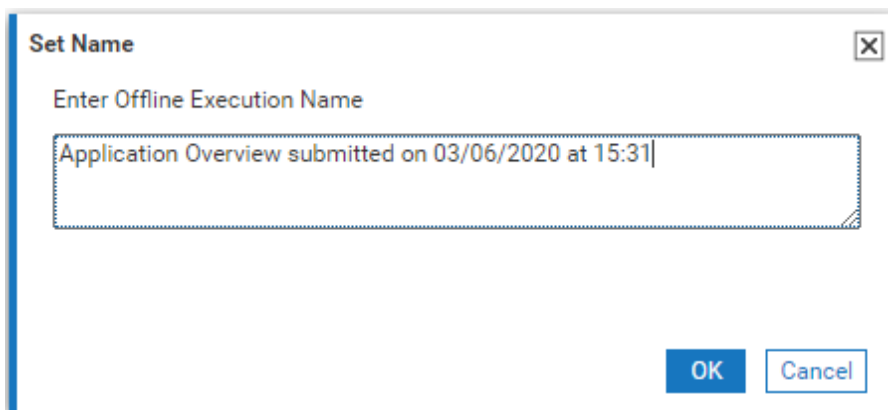 Set Name
Enter Offline Execution Name
Application Overview submitted on 03/06/2020 at 15:31
OK Cancel